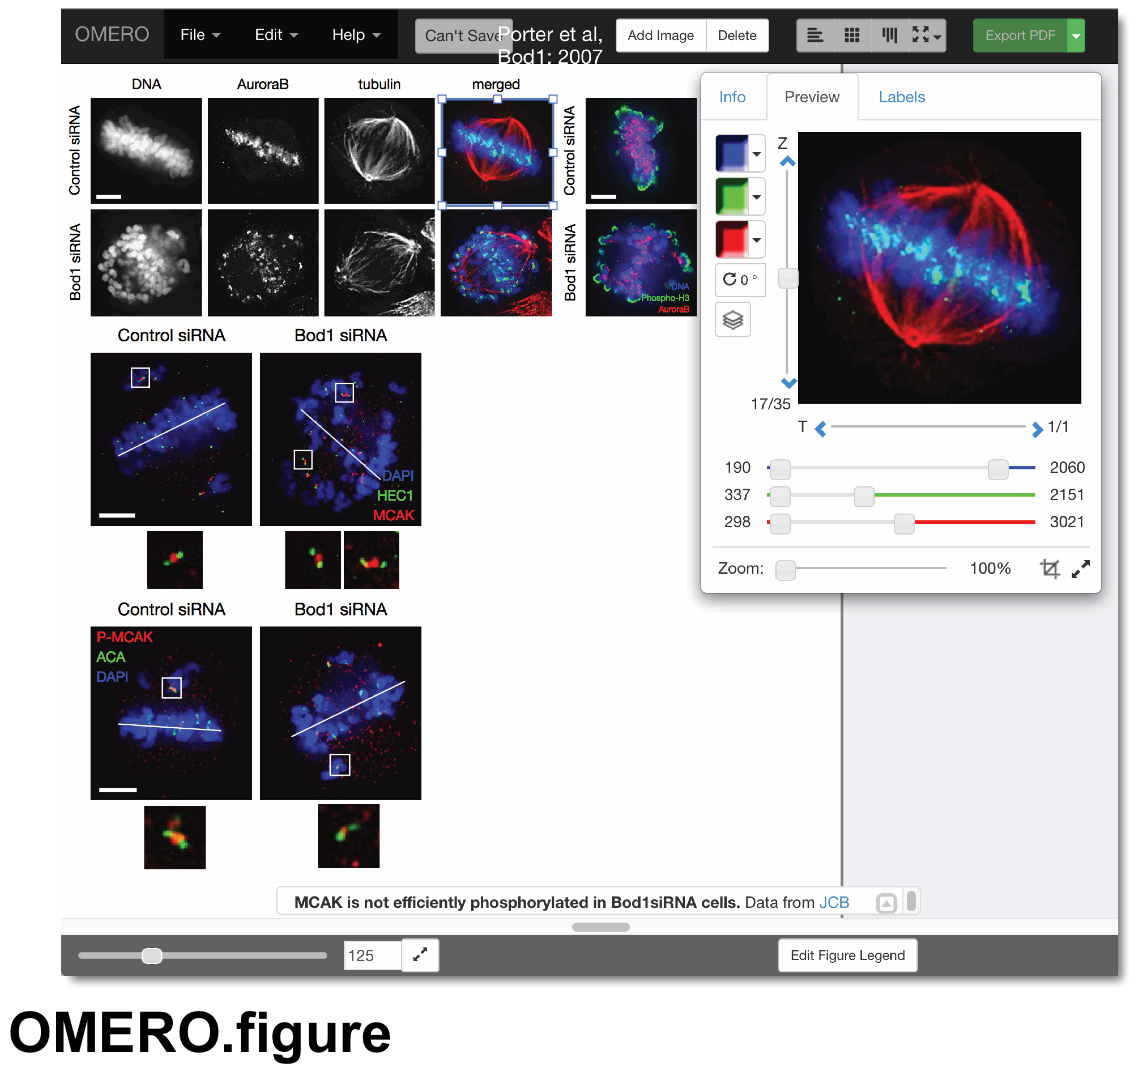 OMERO File Edit Help Can't Save Porter et al, Add Image Delete Export PDF
Bod1: 2007
DNA AuroraB tubulin merged
Control siRNA
Control siRNA
Bod1 siRNA
Bod1 siRNA
DNA
Phospho-H3
AuroraB
Control siRNA Bod1 siRNA
DAPI
HEC1
MCAK
Control siRNA Bod1 siRNA
P-MCAK
ACA
DAPI
Info Preview Labels
Z
0 °
17/35
T 1/1
190 2060
337 2151
298 3021
Zoom: 100%
MCAK is not efficiently phosphorylated in Bod1siRNA cells. Data from JCB
125 Edit Figure Legend
OMERO.figure